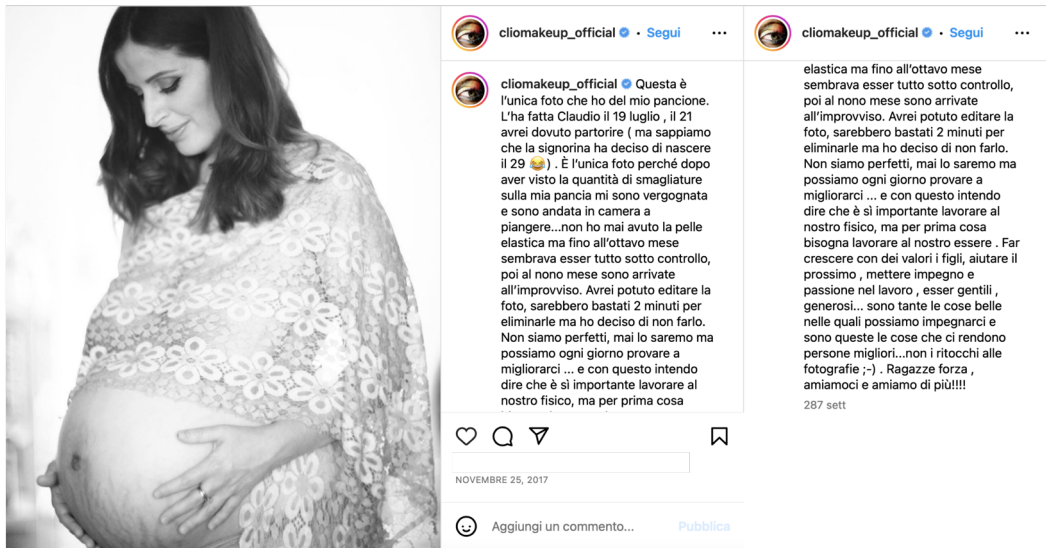 cliomakeup_official • Segui
cliomakeup_official Questa è
l'unica foto che ho del mio pancione.
L'ha fatta Claudio il 19 luglio , il 21
avrei dovuto partorire ( ma sappiamo
che la signorina ha deciso di nascere
il 29 😂) . È l'unica foto perché dopo
aver visto la quantità di smagliature
sulla mia pancia mi sono vergognata
e sono andata in camera a
piangere...non ho mai avuto la pelle
elastica ma fino all'ottavo mese
sembrava esser tutto sotto controllo,
poi al nono mese sono arrivate
all'improvviso. Avrei potuto editare la
foto, sarebbero bastati 2 minuti per
eliminarle ma ho deciso di non farlo.
Non siamo perfetti, mai lo saremo ma
possiamo ogni giorno provare a
migliorarci ... e con questo intendo
dire che è sì importante lavorare al
nostro fisico, ma per prima cosa
NOVEMBRE 25, 2017
Aggiungi un commento... Pubblica
cliomakeup_official • Segui
elastica ma fino all'ottavo mese
sembrava esser tutto sotto controllo,
poi al nono mese sono arrivate
all'improvviso. Avrei potuto editare la
foto, sarebbero bastati 2 minuti per
eliminarle ma ho deciso di non farlo.
Non siamo perfetti, mai lo saremo ma
possiamo ogni giorno provare a
migliorarci ... e con questo intendo
dire che è sì importante lavorare al
nostro fisico, ma per prima cosa
bisogna lavorare al nostro essere . Far
crescere con dei valori i figli, aiutare il
prossimo , mettere impegno e
passione nel lavoro , esser gentili ,
generosi... sono tante le cose belle
nelle quali possiamo impegnarci e
sono queste le cose che ci rendono
persone migliori...non i ritocchi alle
fotografie ;-) . Ragazze forza ,
amiamoci e amiamo di più!!!!
287 sett